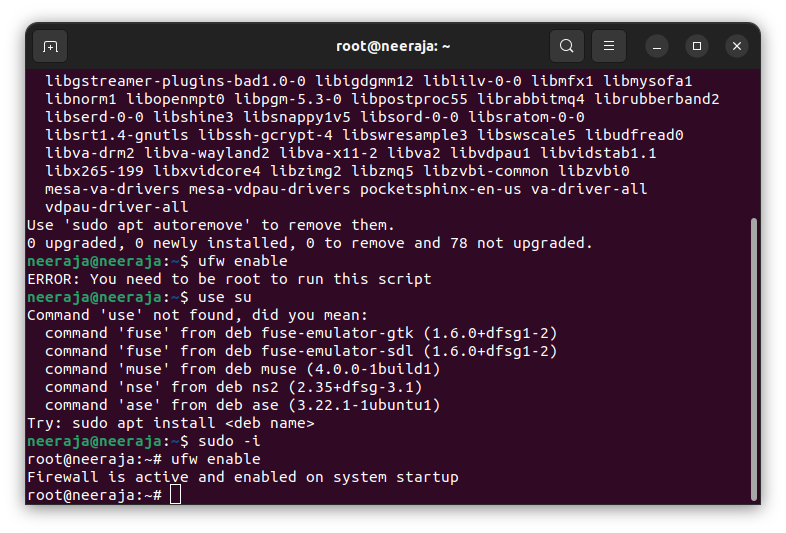 root@neeraja: ~
libgstreamer-plugins-bad1.0-0 libigdgmm12 liblilv-0-0 libmfx1 libmysofa1
libnorm1 libopenmpt0 libpgm-5.3-0 libpostproc55 librabbitmq4 librubberband2
libserd-0-0 libshine3 libsnappy1v5 libsord-0-0 libsratom-0-0
libsrt1.4-gnutls libssh-gcrypt-4 libswresample3 libswscale5 libudfread0
libva-drm2 libva-wayland2 libva-x11-2 libva2 libvdpau1 libvidstab1.1
libx265-199 libxvidcore4 libzimg2 libzmq5 libzvbi-common libzvbi0
mesa-va-drivers mesa-vdpau-drivers pocketsphinx-en-us va-driver-all
vdpau-driver-all
Use 'sudo apt autoremove' to remove them.
0 upgraded, 0 newly installed, 0 to remove and 78 not upgraded.
neeraja@neeraja:~$ ufw enable
ERROR: You need to be root to run this script
neeraja@neeraja:~$ use su
Command 'use' not found, did you mean:
command 'fuse' from deb fuse-emulator-gtk (1.6.0+dfsg1-2)
command 'fuse' from deb fuse-emulator-sdl (1.6.0+dfsg1-2)
command 'muse' from deb muse (4.0.0-1build1)
command 'nse' from deb ns2 (2.35+dfsg-3.1)
command 'ase' from deb ase (3.22.1-1ubuntu1)
Try: sudo apt install <deb name>
neeraja@neeraja:~$ sudo -i
root@neeraja:~# ufw enable
Firewall is active and enabled on system startup
root@neeraja:~#